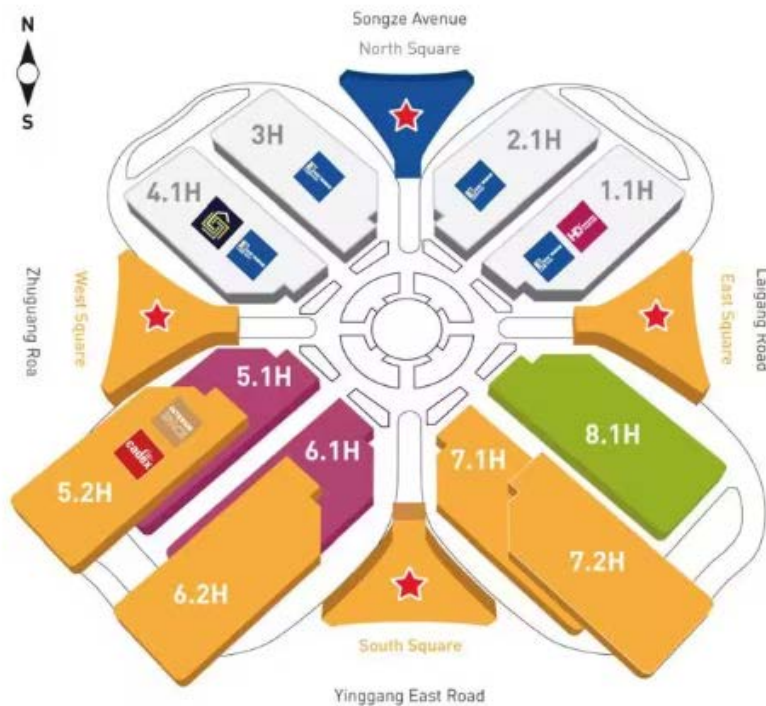 N
S
Songze Avenue
North Square
3H
2.1H
4.1H
1.1H
Zhuguang Roa
West Square
East Square
Laigang Road
5.1H
6.1H
7.1H
8.1H
5.2H
cadex
6.2H
7.2H
South Square
Yinggang East Road